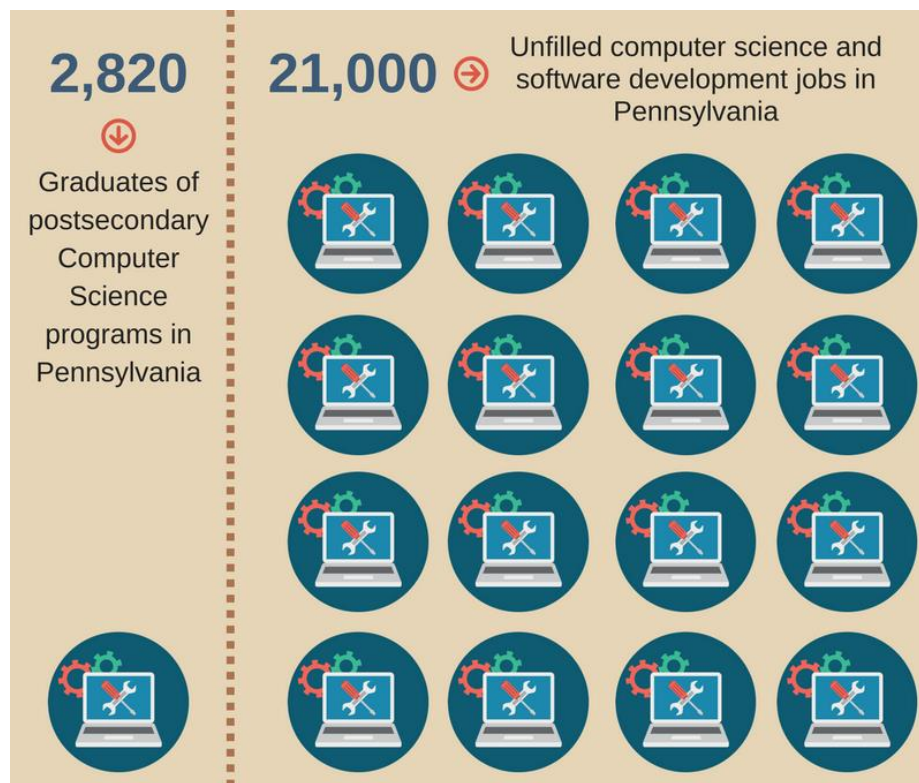 2,820
Graduates of
postsecondary
Computer
Science
programs in
Pennsylvania
21,000
Unfilled computer science and
software development jobs in
Pennsylvania